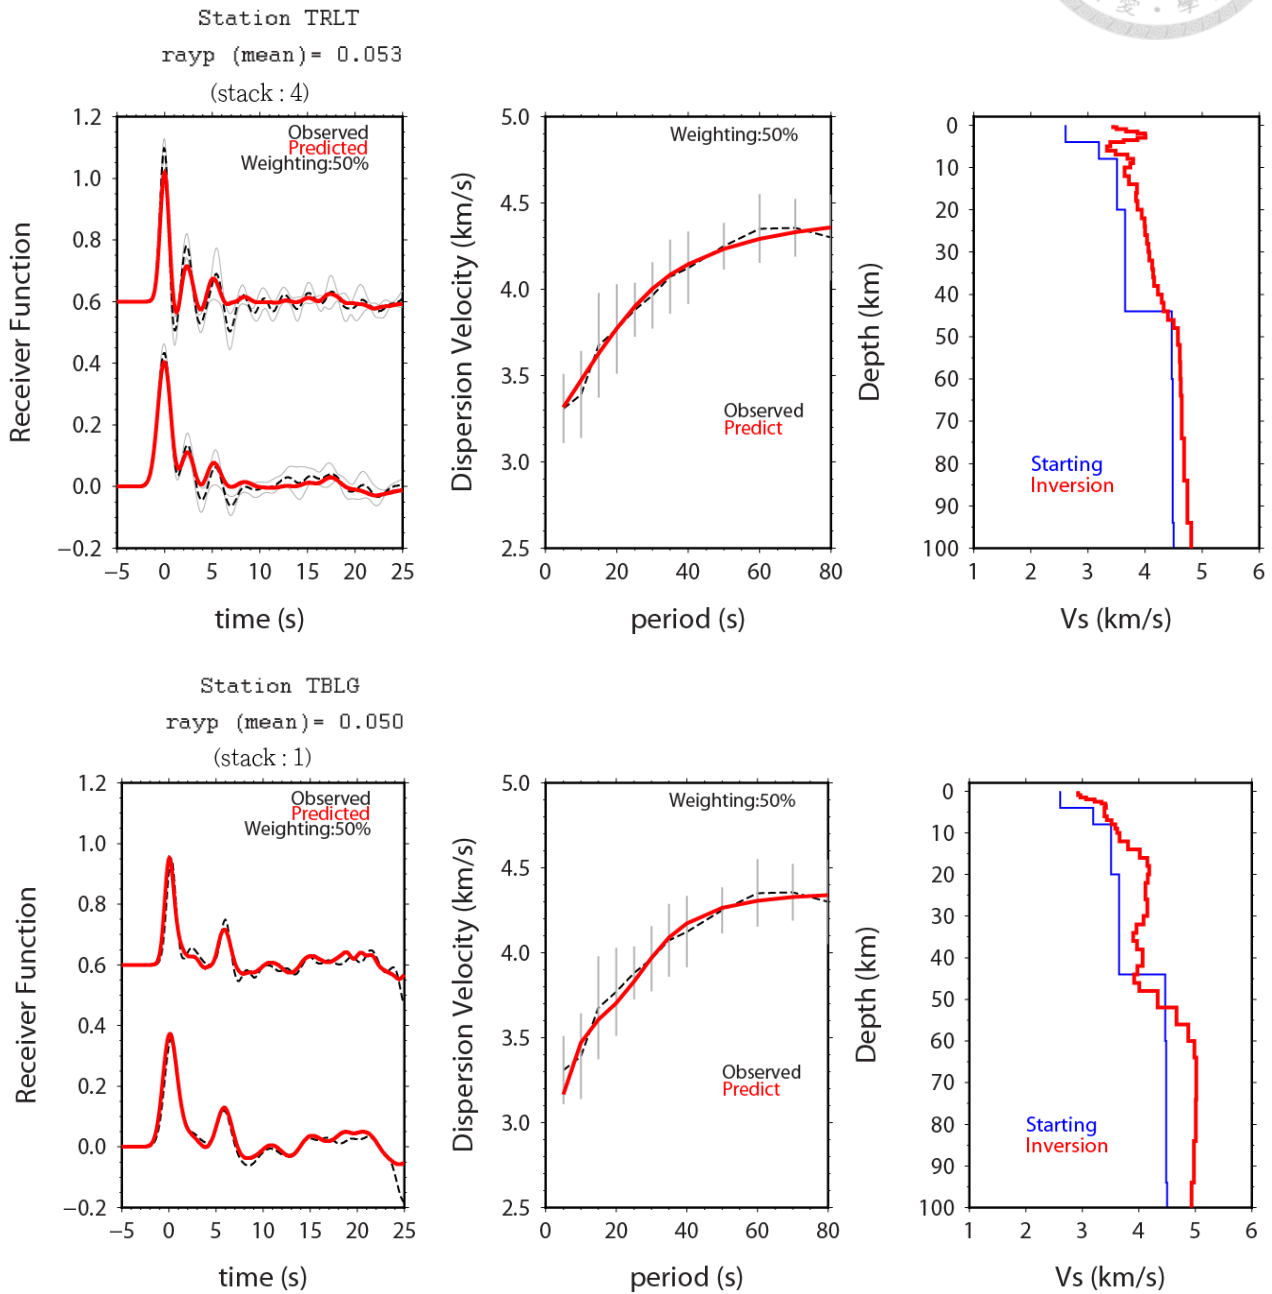 愛 · 學
Station TRLT
rayp (mean)= 0.053
(stack : 4)
Receiver Function
1.2
1.0
0.8
0.6
0.4
0.2
0.0
−0.2
Observed
Predicted
Weighting:50%
−5 0 5 10 15 20 25
time (s)
Dispersion Velocity (km/s)
5.0
4.5
4.0
3.5
3.0
2.5
Weighting:50%
Observed
Predict
0 20 40 60 80
period (s)
Depth (km)
0
10
20
30
40
50
60
70
80
90
100
Starting
Inversion
1 2 3 4 5 6
Vs (km/s)
Station TBLG
rayp (mean)= 0.050
(stack : 1)
Receiver Function
1.2
1.0
0.8
0.6
0.4
0.2
0.0
−0.2
Observed
Predicted
Weighting:50%
−5 0 5 10 15 20 25
time (s)
Dispersion Velocity (km/s)
5.0
4.5
4.0
3.5
3.0
2.5
Weighting:50%
Observed
Predict
0 20 40 60 80
period (s)
Depth (km)
0
10
20
30
40
50
60
70
80
90
100
Starting
Inversion
1 2 3 4 5 6
Vs (km/s)